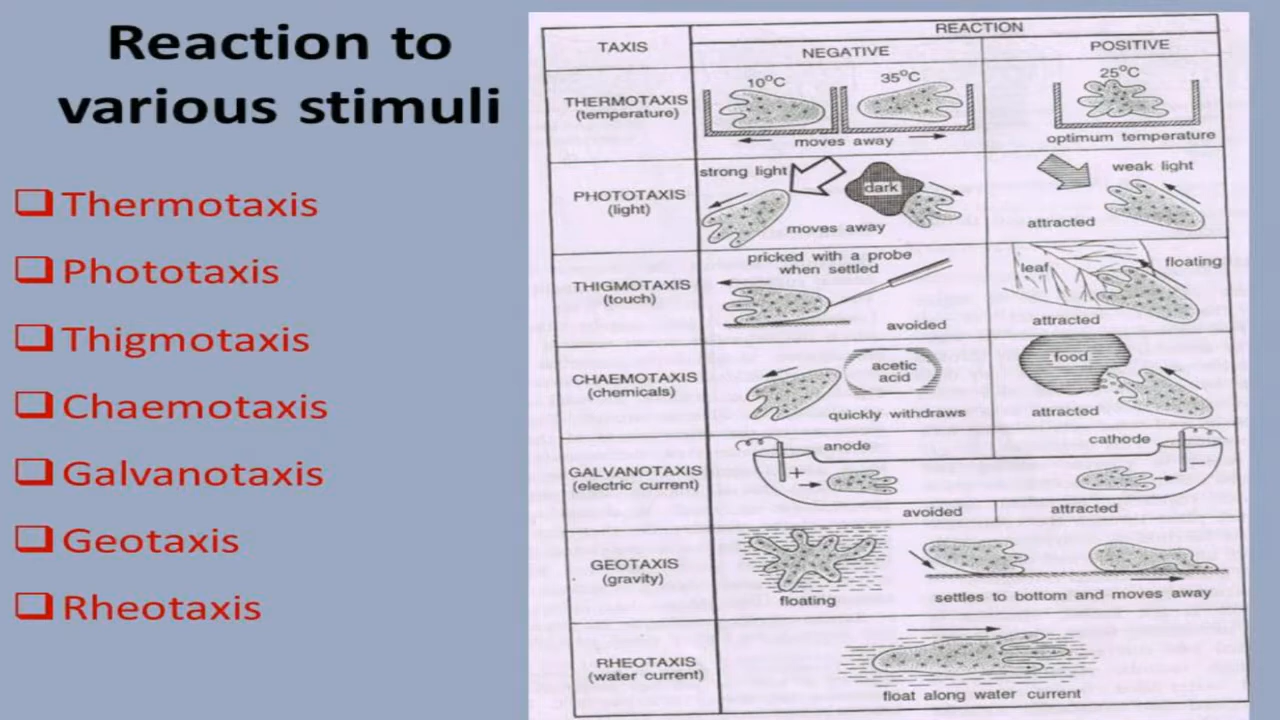 Reaction to
various stimuli
Thermotaxis
Phototaxis
Thigmotaxis
Chaemotaxis
Galvanotaxis
Geotaxis
Rheotaxis
TAXIS
REACTION
NEGATIVE
POSITIVE
THERMOTAXIS
(temperature)
10°C
35°C
moves away
25°C
optimum temperature
PHOTOTAXIS
(light)
strong light
dark
moves away
weak light
attracted
THIGMOTAXIS
(touch)
pricked with a probe
when settled
avoided
leaf
floating
attracted
CHAEMOTAXIS
(chemicals)
acetic
acid
quickly withdraws
food
attracted
GALVANOTAXIS
(electric current)
anode
+
avoided
cathode
−
attracted
GEOTAXIS
(gravity)
floating
settles to bottom and moves away
RHEOTAXIS
(water current)
float along water current